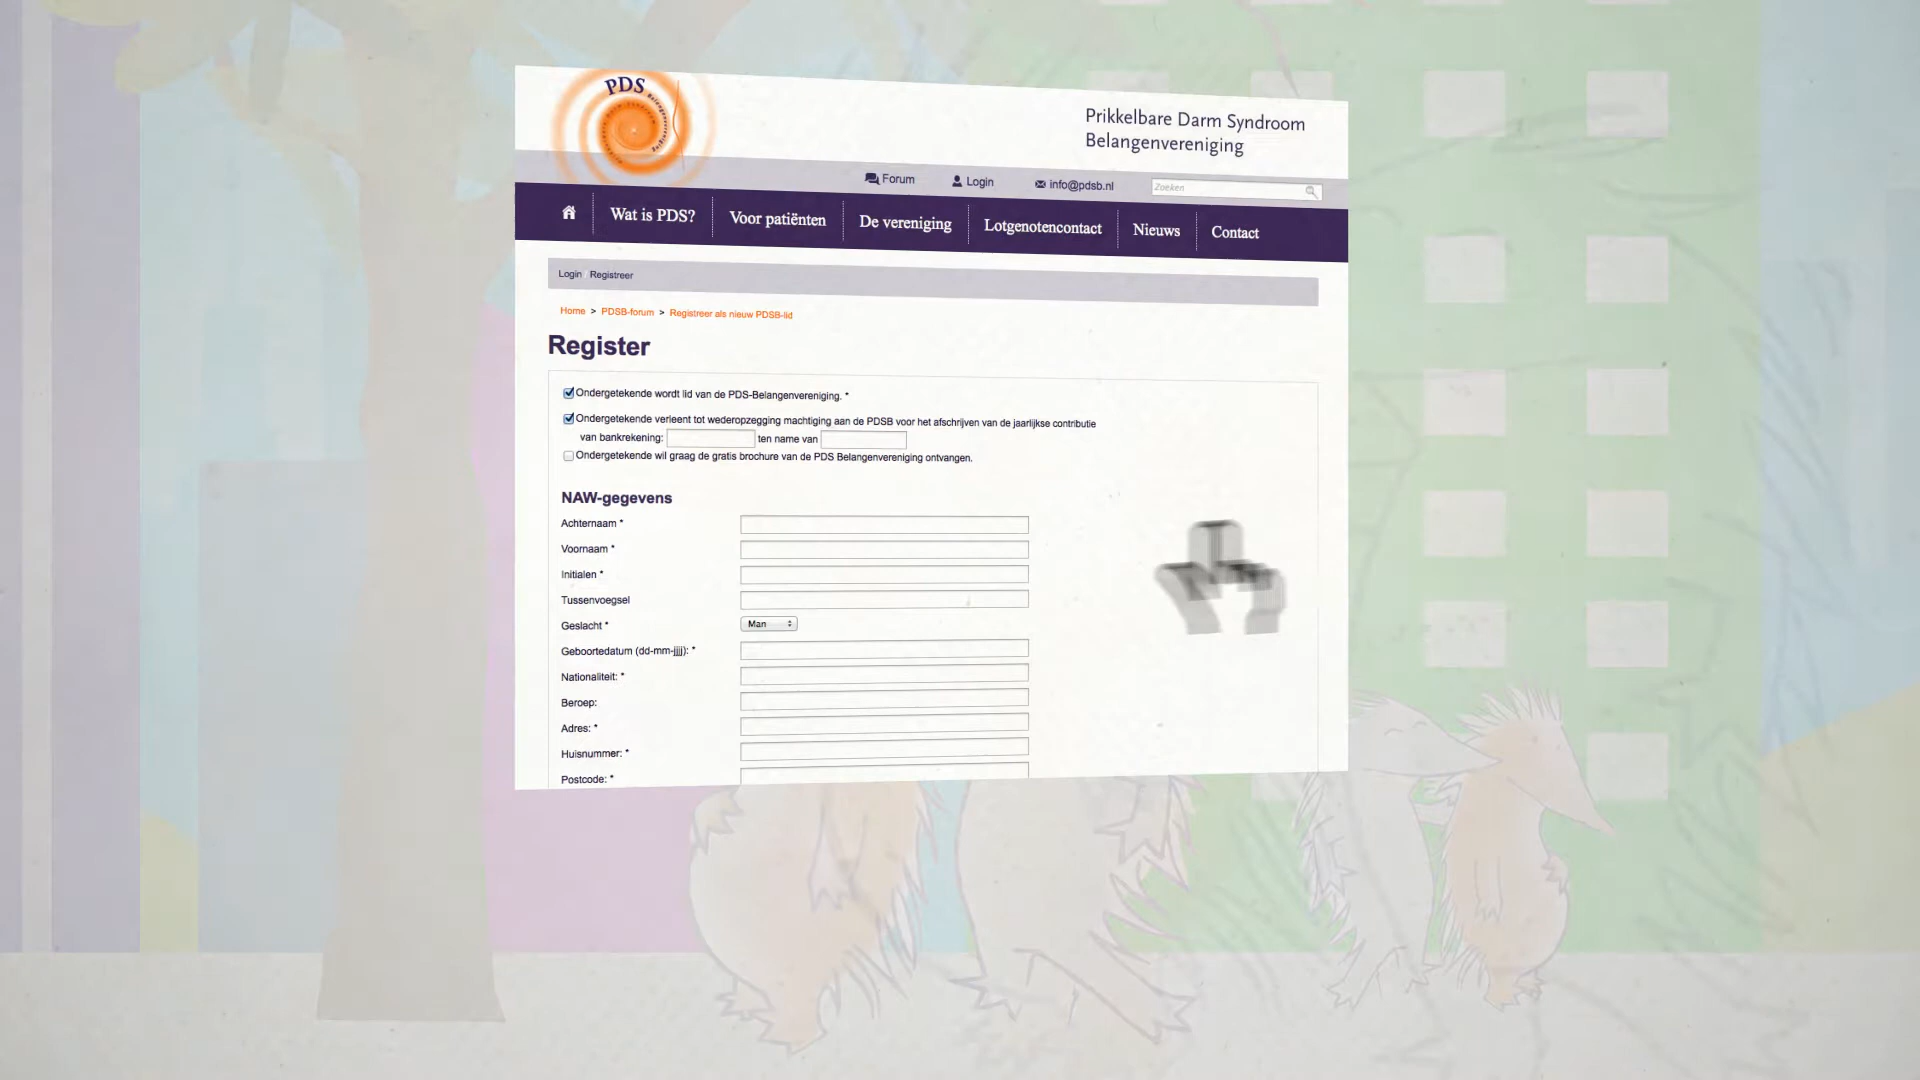 PDS
Prikkelbare Darm Syndroom
Belangenvereniging
Forum
Login
info@pdsb.nl
Zoeken
Wat is PDS?
Voor patiënten
De vereniging
Lotgenotencontact
Nieuws
Contact
Login Registreer
Home > PDSB-forum > Registreer als nieuw PDSB-lid
Register
Ondergetekende wordt lid van de PDS-Belangenvereniging. *
Ondergetekende verleent tot wederopzegging machtiging aan de PDSB voor het afschrijven van de jaarlijkse contributie
van bankrekening: ten name van
Ondergetekende wil graag de gratis brochure van de PDS Belangenvereniging ontvangen.
NAW-gegevens
Achternaam *
Voornaam *
Initialen *
Tussenvoegsel
Geslacht *
Man
Geboortedatum (dd-mm-jjjj): *
Nationaliteit: *
Beroep:
Adres: *
Huisnummer: *
Postcode: *